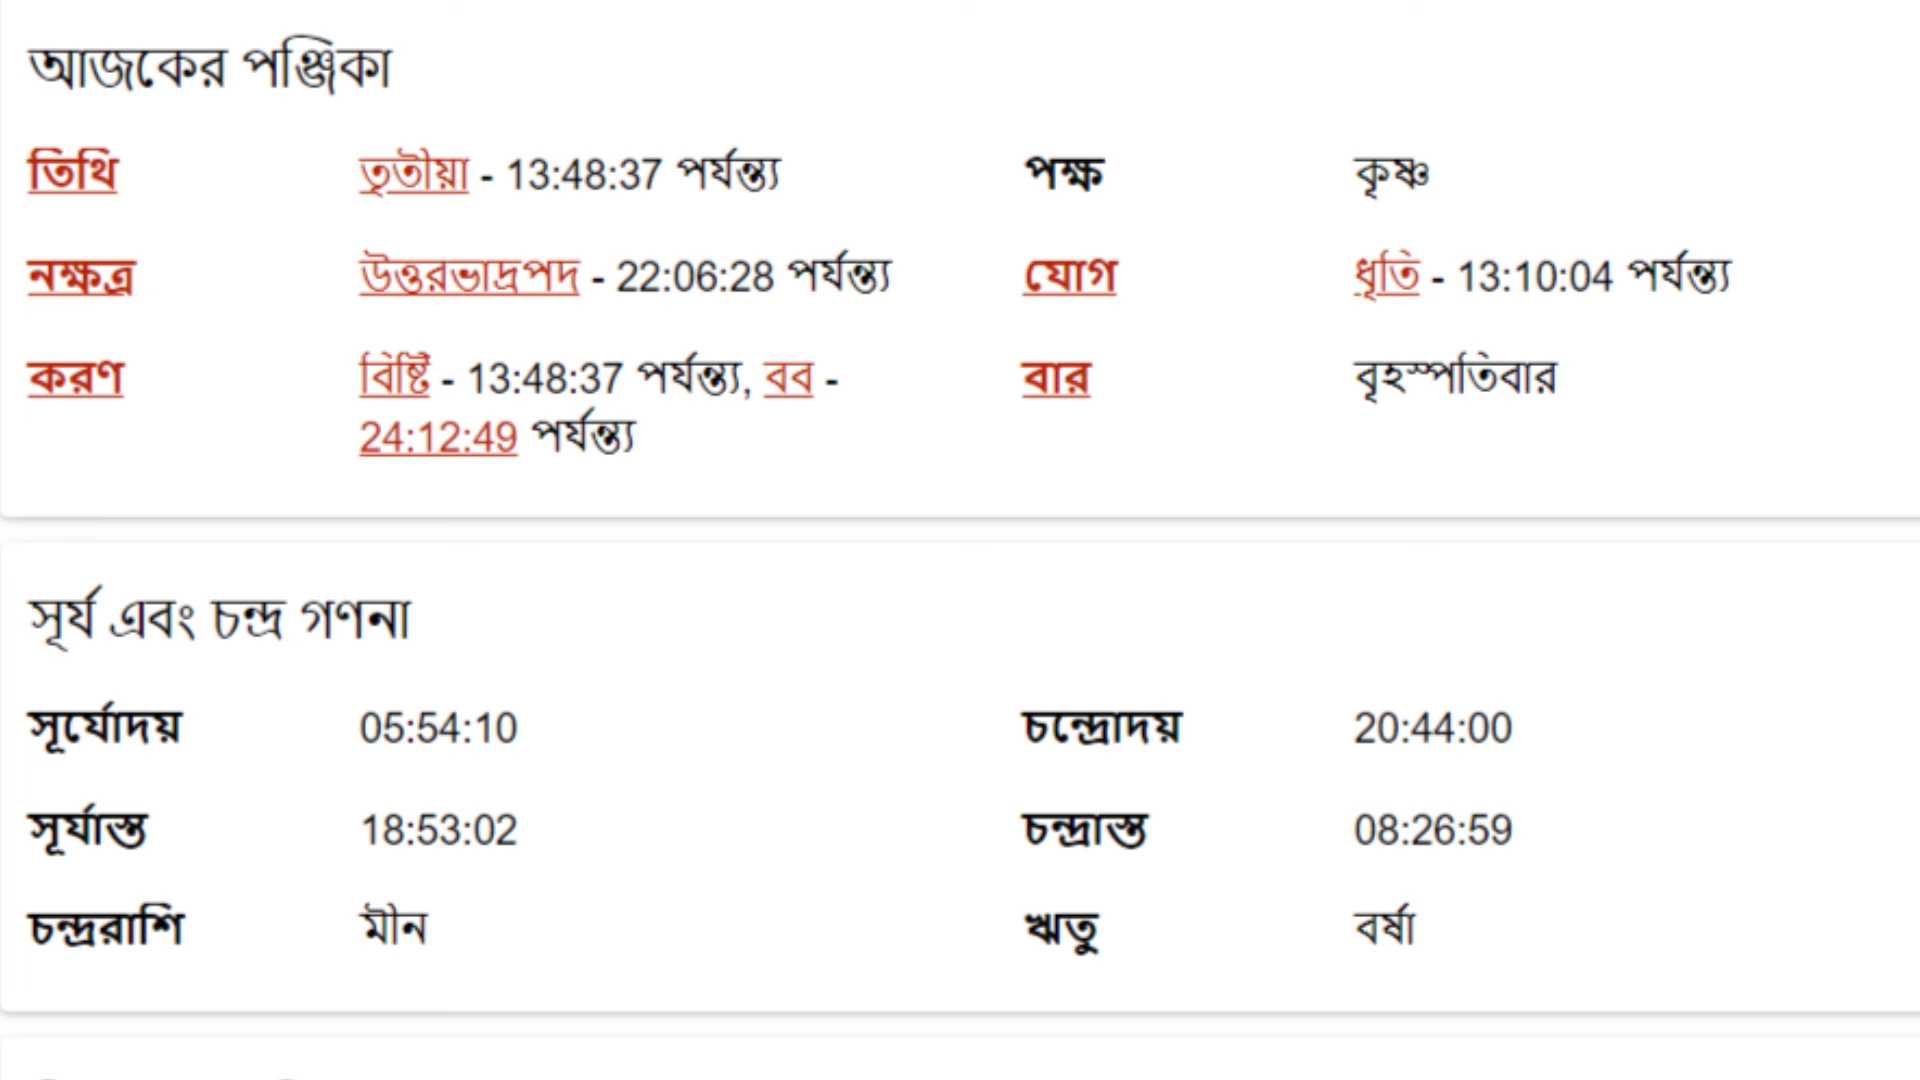 আজকের পঞ্জিকা
তিথি তৃতীয়া - 13:48:37 পর্যন্ত্য পক্ষ কৃষ্ণ
নক্ষত্র উত্তরভাদ্রপদ - 22:06:28 পর্যন্ত্য যোগ ধৃতি - 13:10:04 পর্যন্ত্য
করণ বিষ্টি - 13:48:37 পর্যন্ত্য, বব - বার বৃহস্পতিবার
24:12:49 পর্যন্ত্য
সূর্য এবং চন্দ্র গণনা
সূর্যোদয় 05:54:10 চন্দ্রোদয় 20:44:00
সূর্যাস্ত 18:53:02 চন্দ্রাস্ত 08:26:59
চন্দ্ররাশি মীন ঋতু বর্ষা